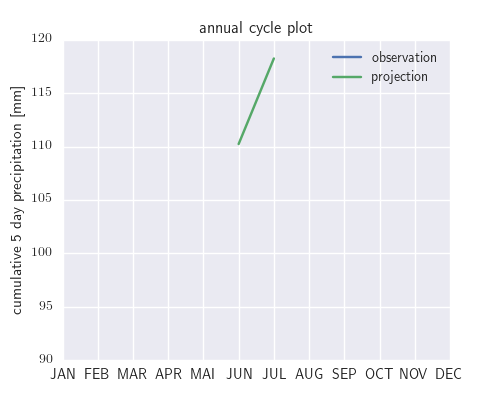 annual cycle plot
observation
projection
cumulative 5 day precipitation [mm]
120
115
110
105
100
95
90
JAN FEB MAR APR MAI JUN JUL AUG SEP OCT NOV DEC